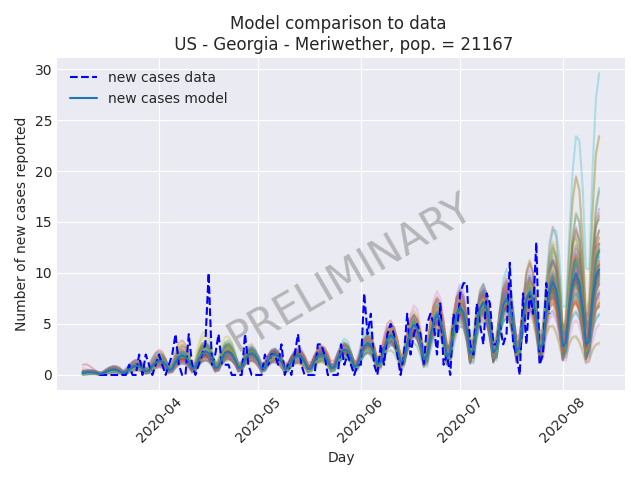 Model comparison to data
US - Georgia - Meriwether, pop. = 21167
new cases data
new cases model
Number of new cases reported
30
25
20
15
10
5
0
PRELIMINARY
2020-04
2020-05
2020-06
2020-07
2020-08
Day